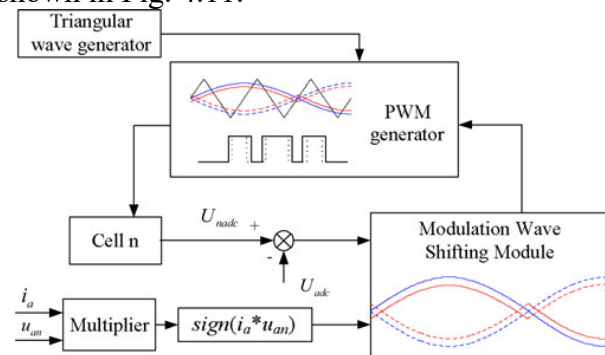 shown in Fig. 4.11.
Triangular
wave generator
PWM
generator
U_nadc
+
Cell n
-
U_adc
Modulation Wave
Shifting Module
i_a
u_an
Multiplier
sign(i_a*u_an)